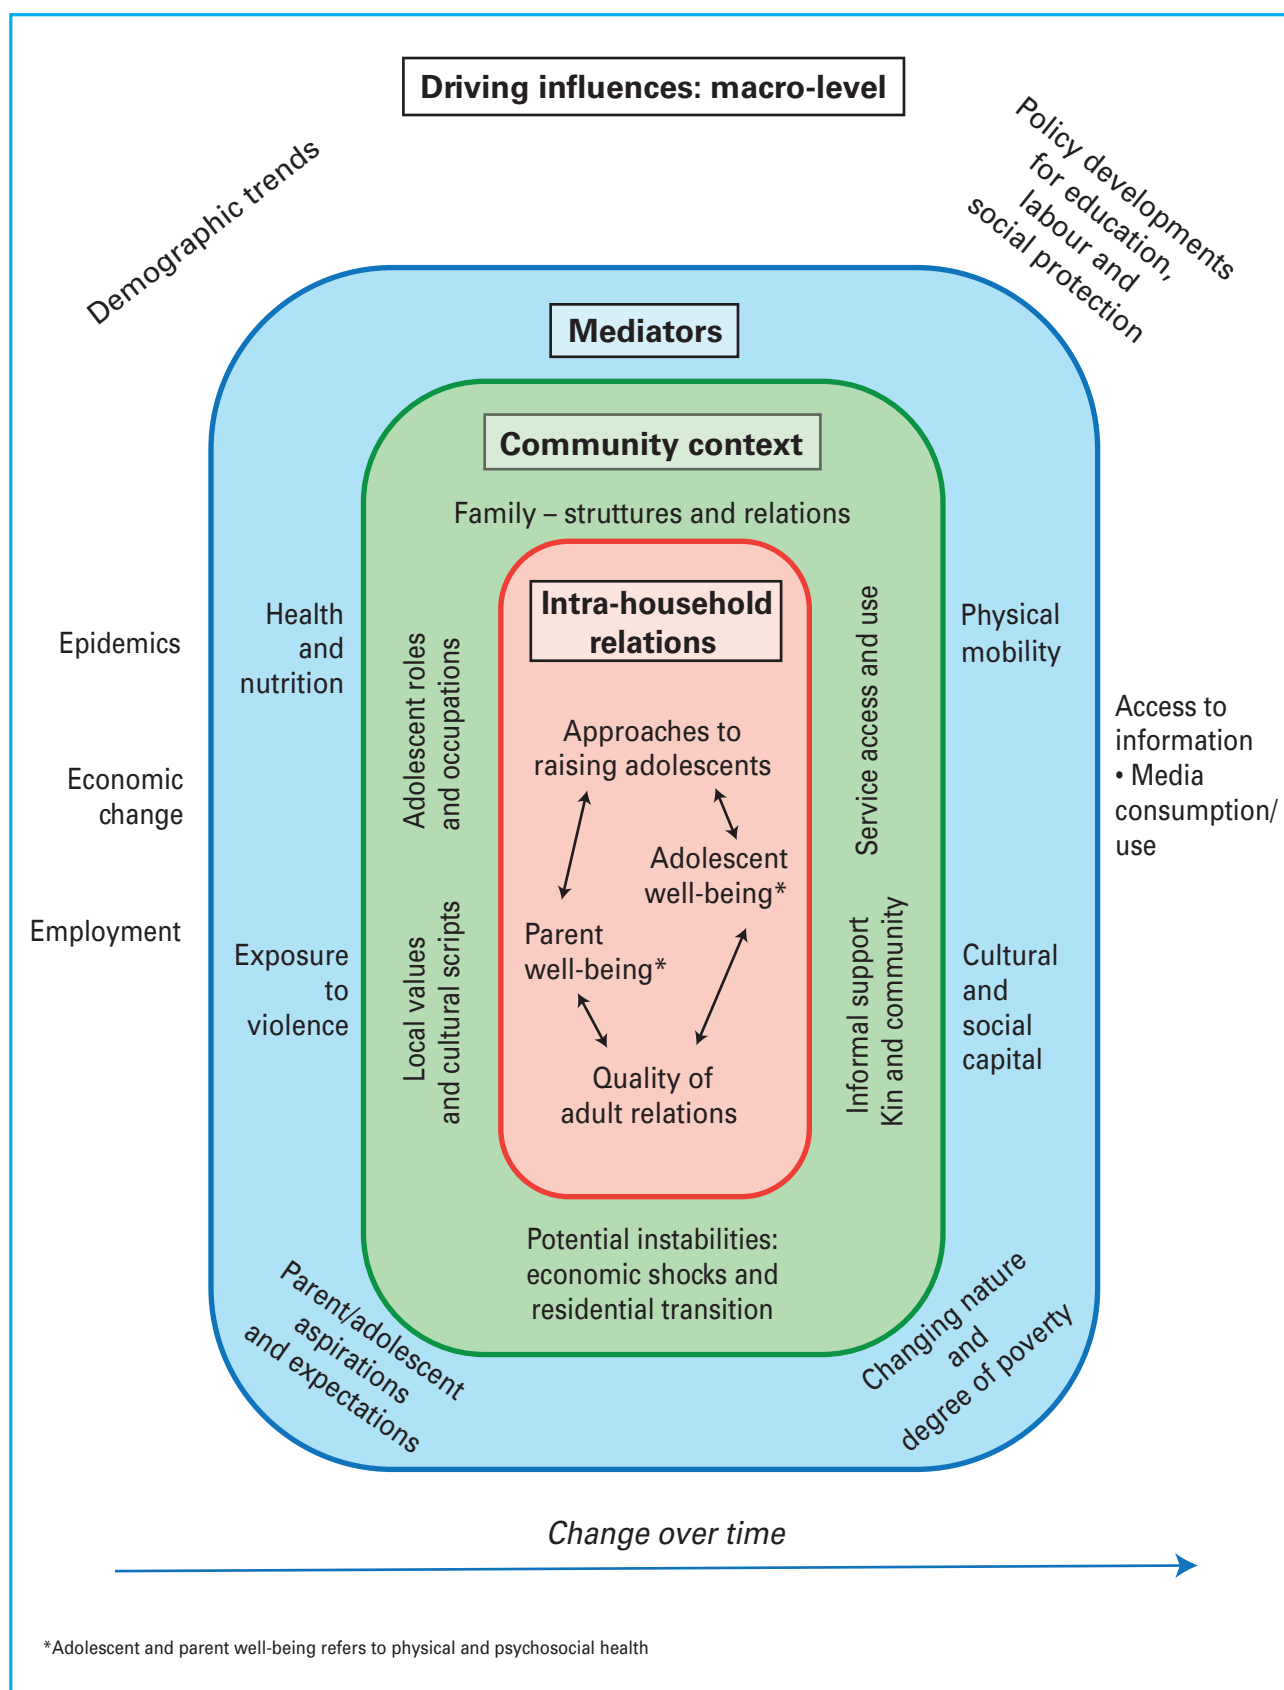 Driving influences: macro-level
Demographic trends
Policy developments
for education,
labour and
social protection
Mediators
Community context
Family – struttures and relations
Intra-household
relations
Epidemics
Economic
change
Employment
Health
and
nutrition
Exposure
to
violence
Adolescent roles
and occupations
Local values
and cultural scripts
Approaches to
raising adolescents
Adolescent
well-being*
Parent
well-being*
Quality of
adult relations
Service access and use
Informal support
Kin and community
Physical
mobility
Cultural
and
social
capital
Access to
information
• Media
consumption/
use
Potential instabilities:
economic shocks and
residential transition
Parent/adolescent
aspirations
and expectations
Changing nature
and
degree of poverty
Change over time
*Adolescent and parent well-being refers to physical and psychosocial health